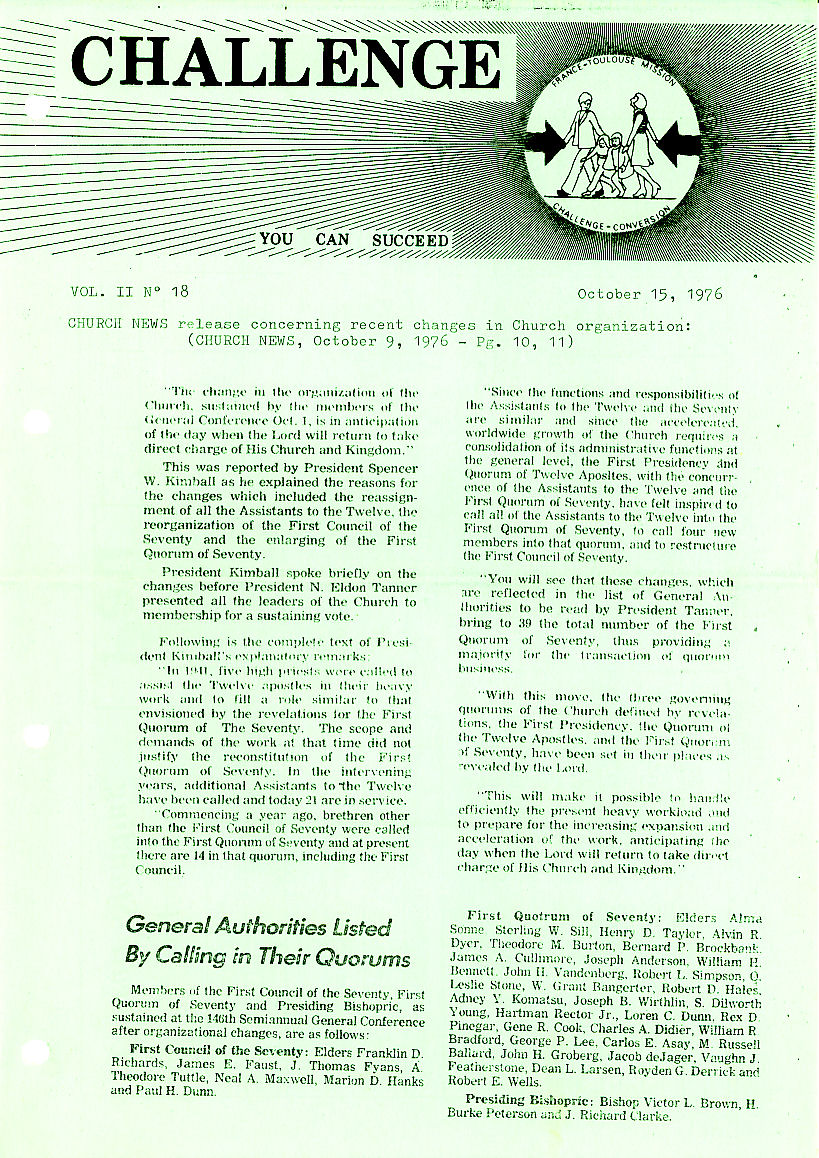 CHALLENGE
FRANCE-TOULOUSE MISSION
CHALLENGE-CONVERSION
YOU CAN SUCCEED
VOL. II N° 18
October 15, 1976
CHURCH NEWS release concerning recent changes in Church organization:
(CHURCH NEWS, October 9, 1976 - Pg. 10, 11)
"The change in the organization of the
Church, sustained by the members of the
General Conference Oct. 1, is in anticipation
of the day when the Lord will return to take
direct charge of His Church and Kingdom."
This was reported by President Spencer
W. Kimball as he explained the reasons for
the changes which included the reassign-
ment of all the Assistants to the Twelve, the
reorganization of the First Council of the
Seventy and the enlarging of the First
Quorum of Seventy.
President Kimball spoke briefly on the
changes before President N. Eldon Tanner
presented all the leaders of the Church to
membership for a sustaining vote.
Following is the complete text of Presi-
dent Kimball's explanatory remarks:
"In 1941, five high priests were called to
assist the Twelve apostles in their heavy
work and to fill a role similar to that
envisioned by the revelations for the First
Quorum of The Seventy. The scope and
demands of the work at that time did not
justify the reconstitution of the First
Quorum of Seventy. In the intervening
years, additional Assistants to the Twelve
have been called and today 21 are in service.
"Commencing a year ago, brethren other
than the First Council of Seventy were called
into the First Quorum of Seventy and at present
there are 14 in that quorum, including the First
Council.
"Since the functions and responsibilities of
the Assistants to the Twelve and the Seventy
are similar and since the accelereated,
worldwide growth of the Church requires a
consolidation of its administrative functions at
the general level, the First Presidency and
Quorum of Twelve Aposites, with the concurr-
ence of the Assistants to the Twelve and the
First Quorum of Seventy, have felt inspired to
call all of the Assistants to the Twelve into the
First Quorum of Seventy, to call four new
members into that quorum, and to restructure
the First Council of Seventy.
"You will see that these changes, which
are reflected in the list of General Au-
thorities to be read by President Tanner,
bring to 39 the total number of the First
Quorum of Seventy, thus providing a
majority for the transaction of quorum
business.
"With this move, the three governing
quorums of the Church defined by revela-
tions, the First Presidency, the Quorum of
the Twelve Apostles, and the First Quorum
of Seventy, have been set in their places as
revealed by the Lord.
"This will make it possible to handle
efficiently the present heavy workload and
to prepare for the increasing expansion and
acceleration of the work, anticipating the
day when the Lord will return to take direct
charge of His Church and Kingdom."
General Authorities Listed
By Calling in Their Quorums
Members of the First Council of the Seventy, First
Quorum of Seventy and Presiding Bishopric, as
sustained at the 146th Semiannual General Conference
after organizational changes, are as follows:
First Council of the Seventy: Elders Franklin D.
Richards, James E. Faust, J. Thomas Fyans, A.
Theodore Tuttle, Neal A. Maxwell, Marion D. Hanks
and Paul H. Dunn.
First Quotrum of Seventy: Elders Alma
Sonne Sterling W. Sill, Henry D. Taylor, Alvin R.
Dyer, Theodore M. Burton, Bernard P. Brockbank,
James A. Cullimore, Joseph Anderson, William H.
Bennett, John H. Vandenberg, Robert L. Simpson, O.
Leslie Stone, W. Grant Bangerter, Robert D. Hales,
Adney Y. Komatsu, Joseph B. Wirthlin, S. Dilworth
Young, Hartman Rector Jr., Loren C. Dunn, Rex D.
Pinegar, Gene R. Cook, Charles A. Didier, William R.
Bradford, George P. Lee, Carlos E. Asay, M. Russell
Ballard, John H. Groberg, Jacob deJager, Vaughn J.
Featherstone, Dean L. Larsen, Royden G. Derrick and
Robert E. Wells.
Presiding Bishopric: Bishop Victor L. Brown, H.
Burke Peterson and J. Richard Clarke.